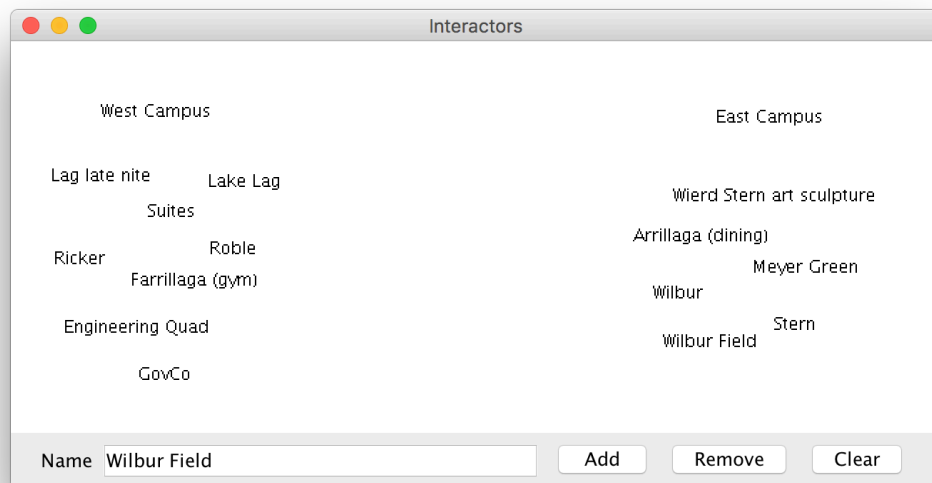 Interactors
West Campus
East Campus
Lag late nite
Lake Lag
Wierd Stern art sculpture
Suites
Arrillaga (dining)
Roble
Ricker
Meyer Green
Farrillaga (gym)
Wilbur
Engineering Quad
Stern
Wilbur Field
GovCo
Name Wilbur Field Add Remove Clear